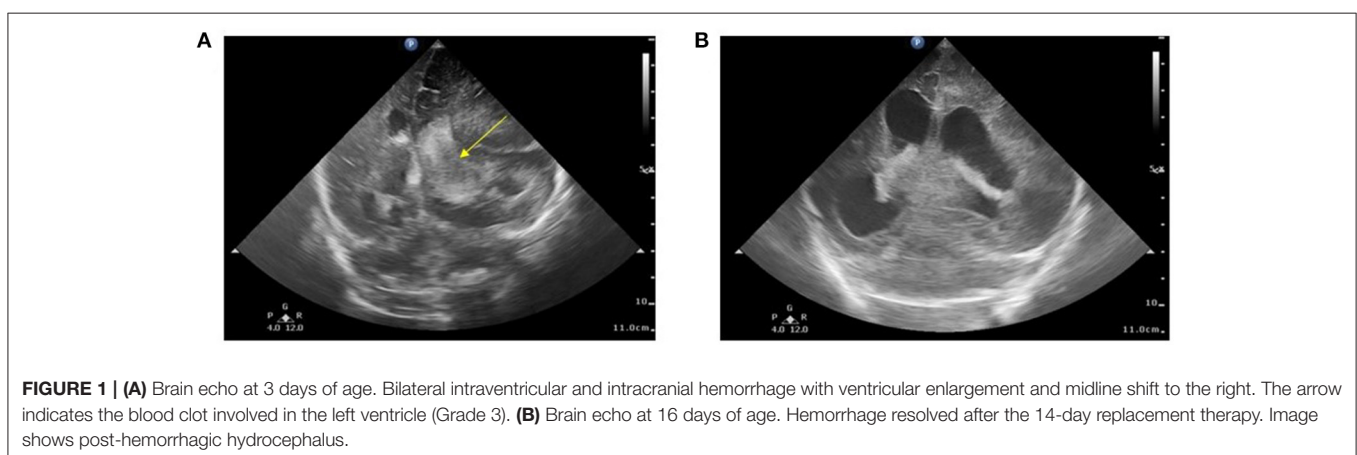 A
B
P
P
5
5
10
10
G
G
P R
P R
4.0 12.0
4.0 12.0
11.0cm
11.0cm
FIGURE 1 | (A) Brain echo at 3 days of age. Bilateral intraventricular and intracranial hemorrhage with ventricular enlargement and midline shift to the right. The arrow
indicates the blood clot involved in the left ventricle (Grade 3). (B) Brain echo at 16 days of age. Hemorrhage resolved after the 14-day replacement therapy. Image
shows post-hemorrhagic hydrocephalus.